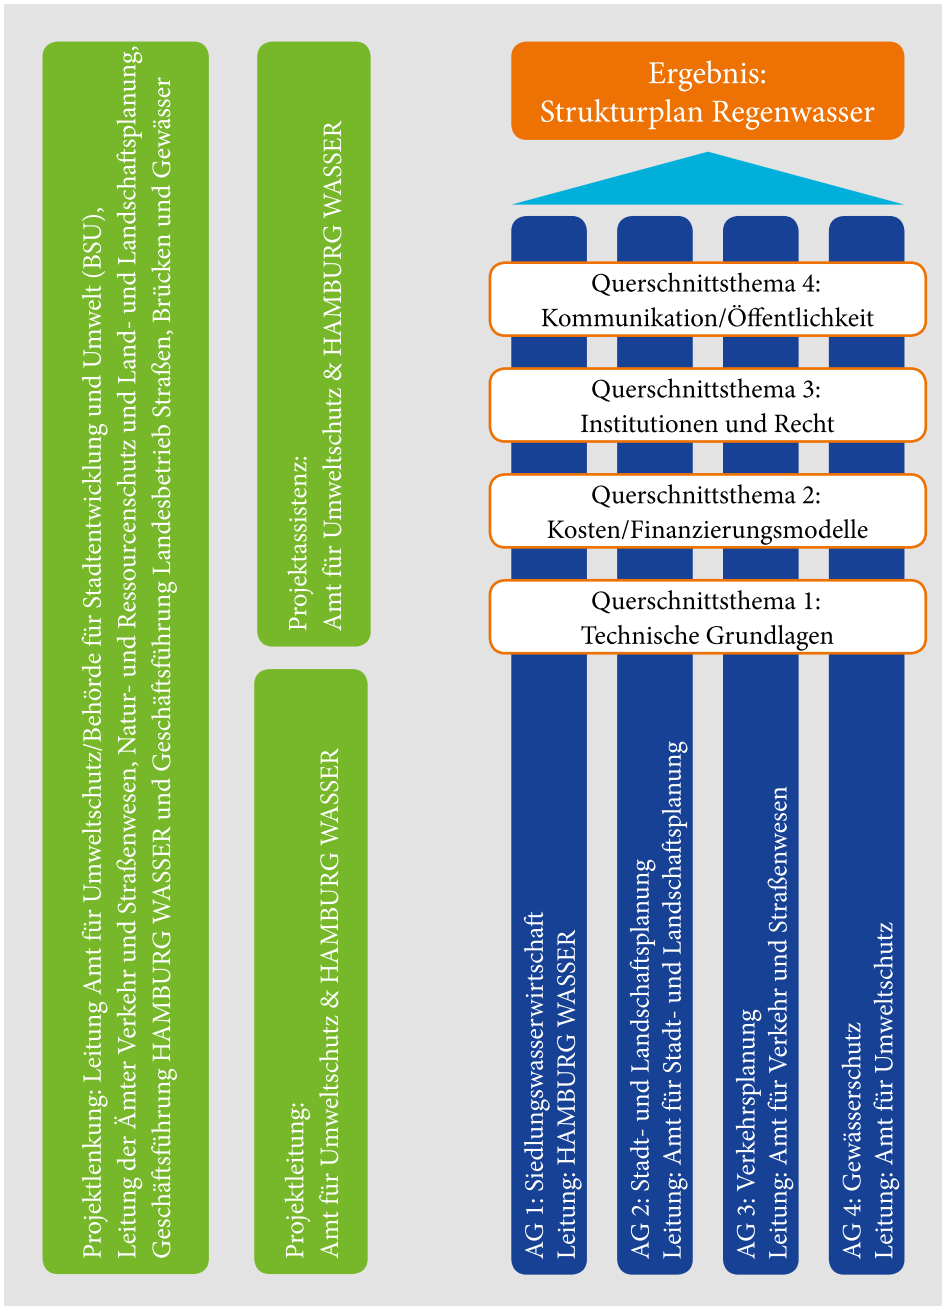 Projektlenkung: Leitung Amt für Umweltschutz/Behörde für Stadtentwicklung und Umwelt (BSU),
Leitung der Ämter Verkehr und Straßenwesen, Natur- und Ressourcenschutz und Land- und Landschaftsplanung,
Geschäftsführung HAMBURG WASSER und Geschäftsführung Landesbetrieb Straßen, Brücken und Gewässer
Projektassistenz:
Amt für Umweltschutz & HAMBURG WASSER
Projektleitung:
Amt für Umweltschutz & HAMBURG WASSER
Ergebnis:
Strukturplan Regenwasser
Querschnittsthema 4:
Kommunikation/Öffentlichkeit
Querschnittsthema 3:
Institutionen und Recht
Querschnittsthema 2:
Kosten/Finanzierungsmodelle
Querschnittsthema 1:
Technische Grundlagen
AG 1: Siedlungswasserwirtschaft
Leitung: HAMBURG WASSER
AG 2: Stadt- und Landschaftsplanung
Leitung: Amt für Stadt- und Landschaftsplanung
AG 3: Verkehrsplanung
Leitung: Amt für Verkehr und Straßenwesen
AG 4: Gewässerschutz
Leitung: Amt für Umweltschutz